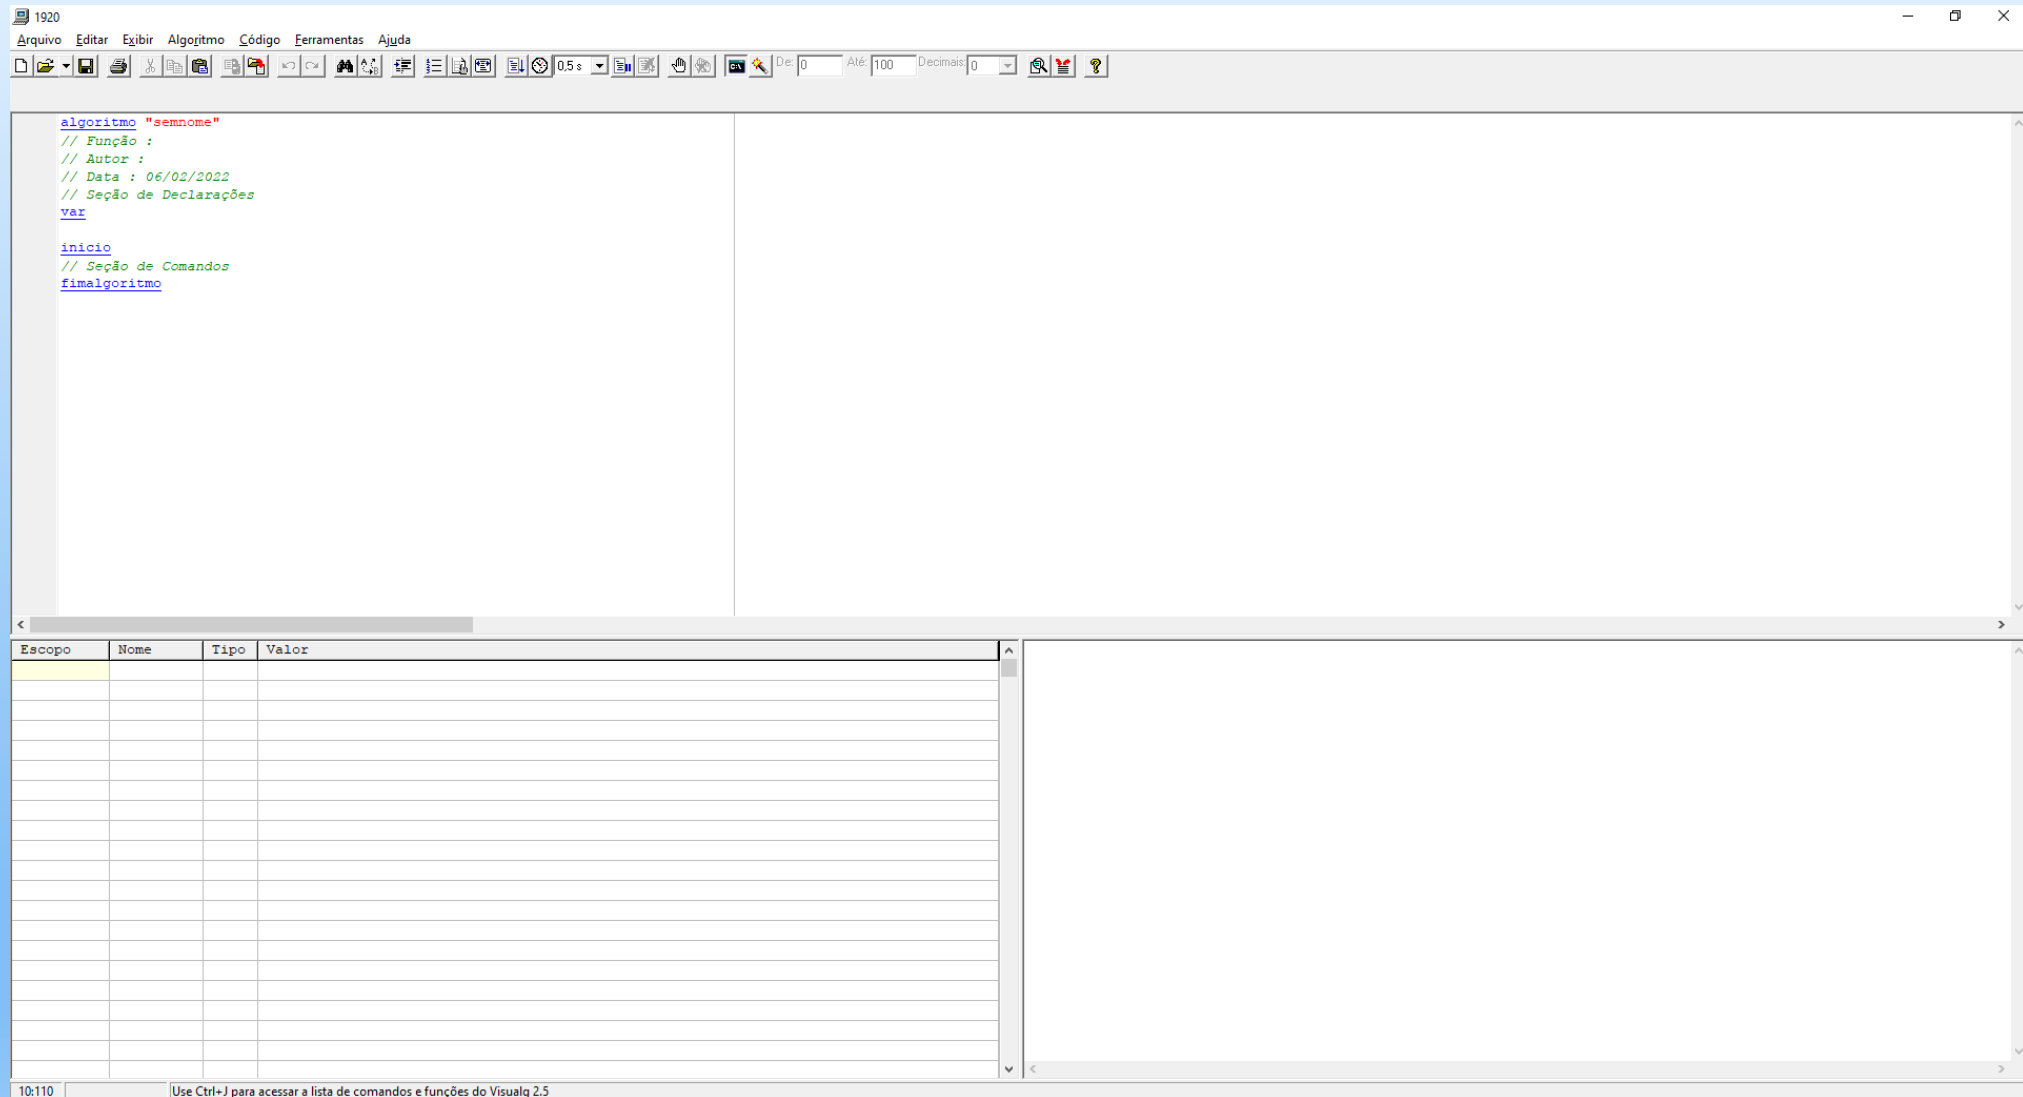 1920
Arquivo Editar Exibir Algoritmo Código Ferramentas Ajuda
0,5 s De: 0 Até: 100 Decimais: 0
algoritmo "semnome"
// Função :
// Autor :
// Data : 06/02/2022
// Seção de Declarações
var
inicio
// Seção de Comandos
fimalgoritmo
Escopo Nome Tipo Valor
10:110 Use Ctrl+J para acessar a lista de comandos e funções do Visualg 2.5